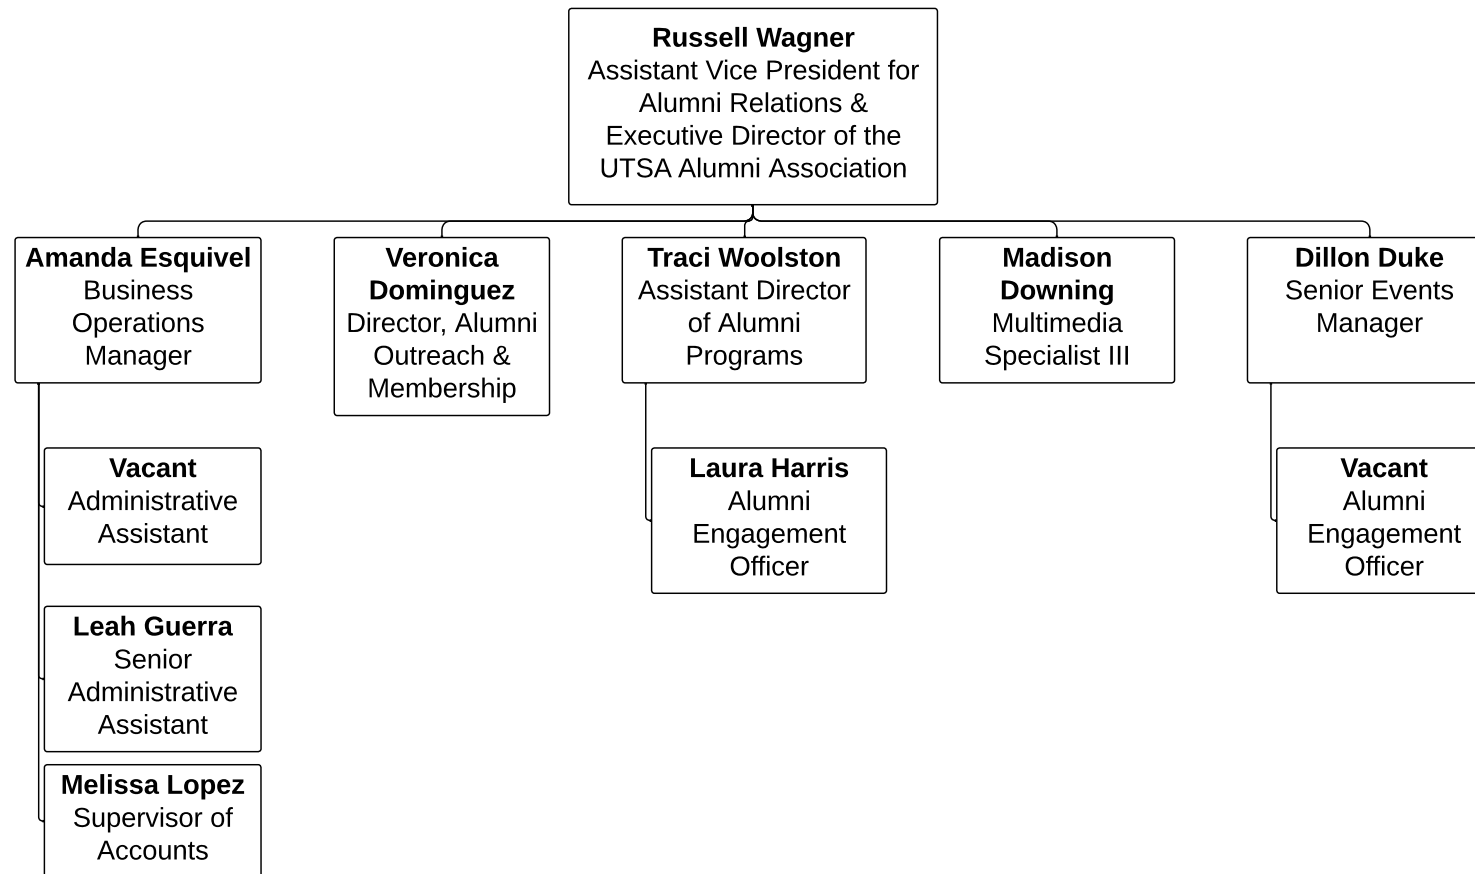 Russell Wagner
Assistant Vice President for
Alumni Relations &
Executive Director of the
UTSA Alumni Association
Amanda Esquivel
Business
Operations
Manager
Veronica
Dominguez
Director, Alumni
Outreach &
Membership
Traci Woolston
Assistant Director
of Alumni
Programs
Madison
Downing
Multimedia
Specialist III
Dillon Duke
Senior Events
Manager
Vacant
Administrative
Assistant
Laura Harris
Alumni
Engagement
Officer
Vacant
Alumni
Engagement
Officer
Leah Guerra
Senior
Administrative
Assistant
Melissa Lopez
Supervisor of
Accounts